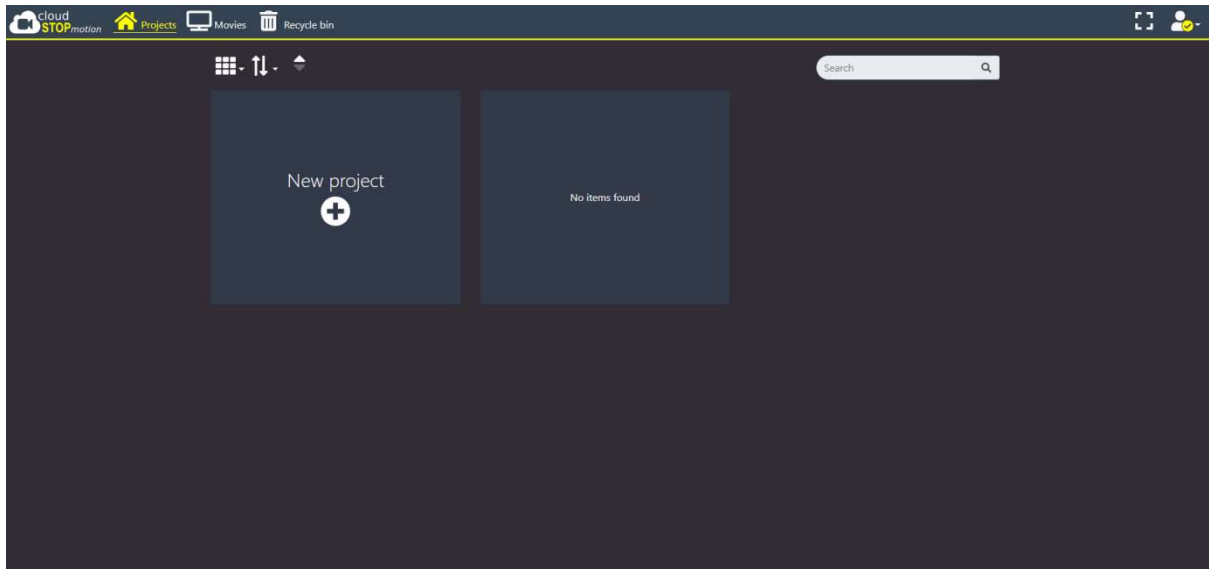 cloud
STOPmotion Projects Movies Recycle bin
Search
New project
No items found